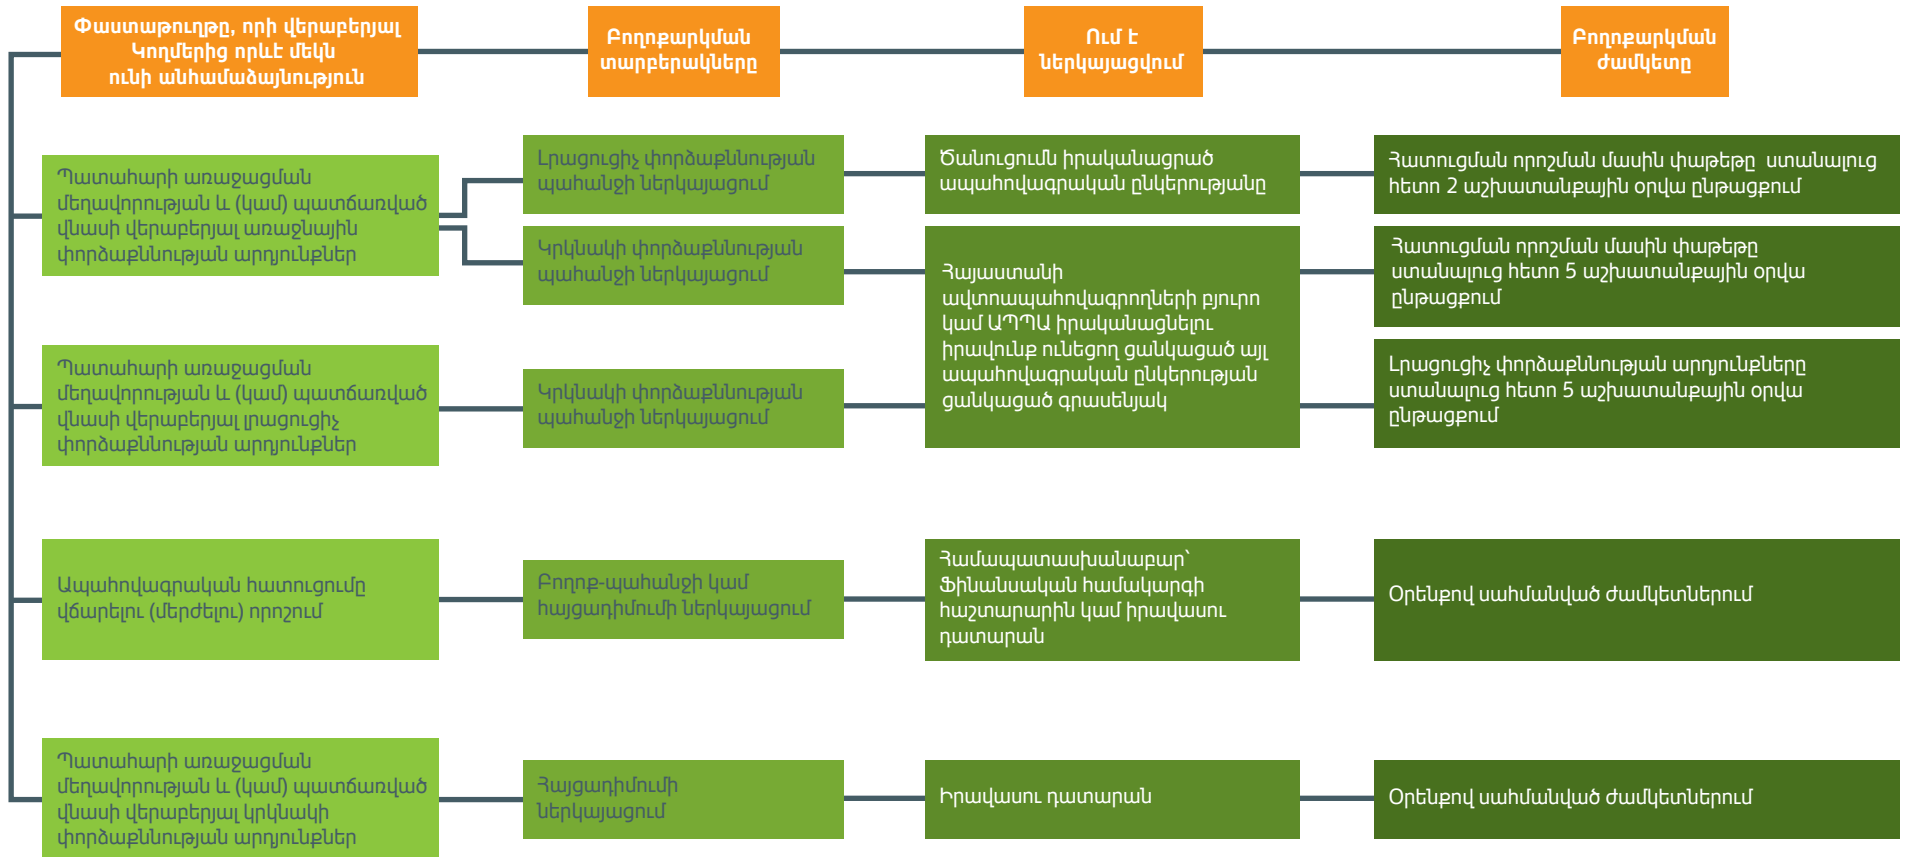 Փաստաթուղթը, որի վերաբերյալ
Կողմերից որևէ մեկն
ունի անհամաձայնություն
Բողոքարկման
տարբերակները
Ում է
ներկայացվում
Բողոքարկման
ժամկետը
Պատահարի առաջացման
մեղավորության և (կամ) պատճառված
վնասի վերաբերյալ առաջնային
փորձաքննության արդյունքներ
Լրացուցիչ փորձաքննության
պահանջի ներկայացում
Ծանուցումն իրականացրած
ապահովագրական ընկերությանը
Հատուցման որոշման մասին փաթեթը ստանալուց
հետո 2 աշխատանքային օրվա ընթացքում
Կրկնակի փորձաքննության
պահանջի ներկայացում
Հայաստանի
ավտոապահովագրողների բյուրո
կամ ԱՊՊԱ իրականացնելու
իրավունք ունեցող ցանկացած այլ
ապահովագրական ընկերության
ցանկացած գրասենյակ
Հատուցման որոշման մասին փաթեթը
ստանալուց հետո 5 աշխատանքային օրվա
ընթացքում
Պատահարի առաջացման
մեղավորության և (կամ) պատճառված
վնասի վերաբերյալ լրացուցիչ
փորձաքննության արդյունքներ
Կրկնակի փորձաքննության
պահանջի ներկայացում
Լրացուցիչ փորձաքննության արդյունքները
ստանալուց հետո 5 աշխատանքային օրվա
ընթացքում
Ապահովագրական հատուցումը
վճարելու (մերժելու) որոշում
Բողոք-պահանջի կամ
հայցադիմումի ներկայացում
Համապատասխանաբար՝
Ֆինանսական համակարգի
հաշտարարին կամ իրավասու
դատարան
Օրենքով սահմանված ժամկետներում
Պատահարի առաջացման
մեղավորության և (կամ) պատճառված
վնասի վերաբերյալ կրկնակի
փորձաքննության արդյունքներ
Հայցադիմումի
ներկայացում
Իրավասու դատարան
Օրենքով սահմանված ժամկետներում